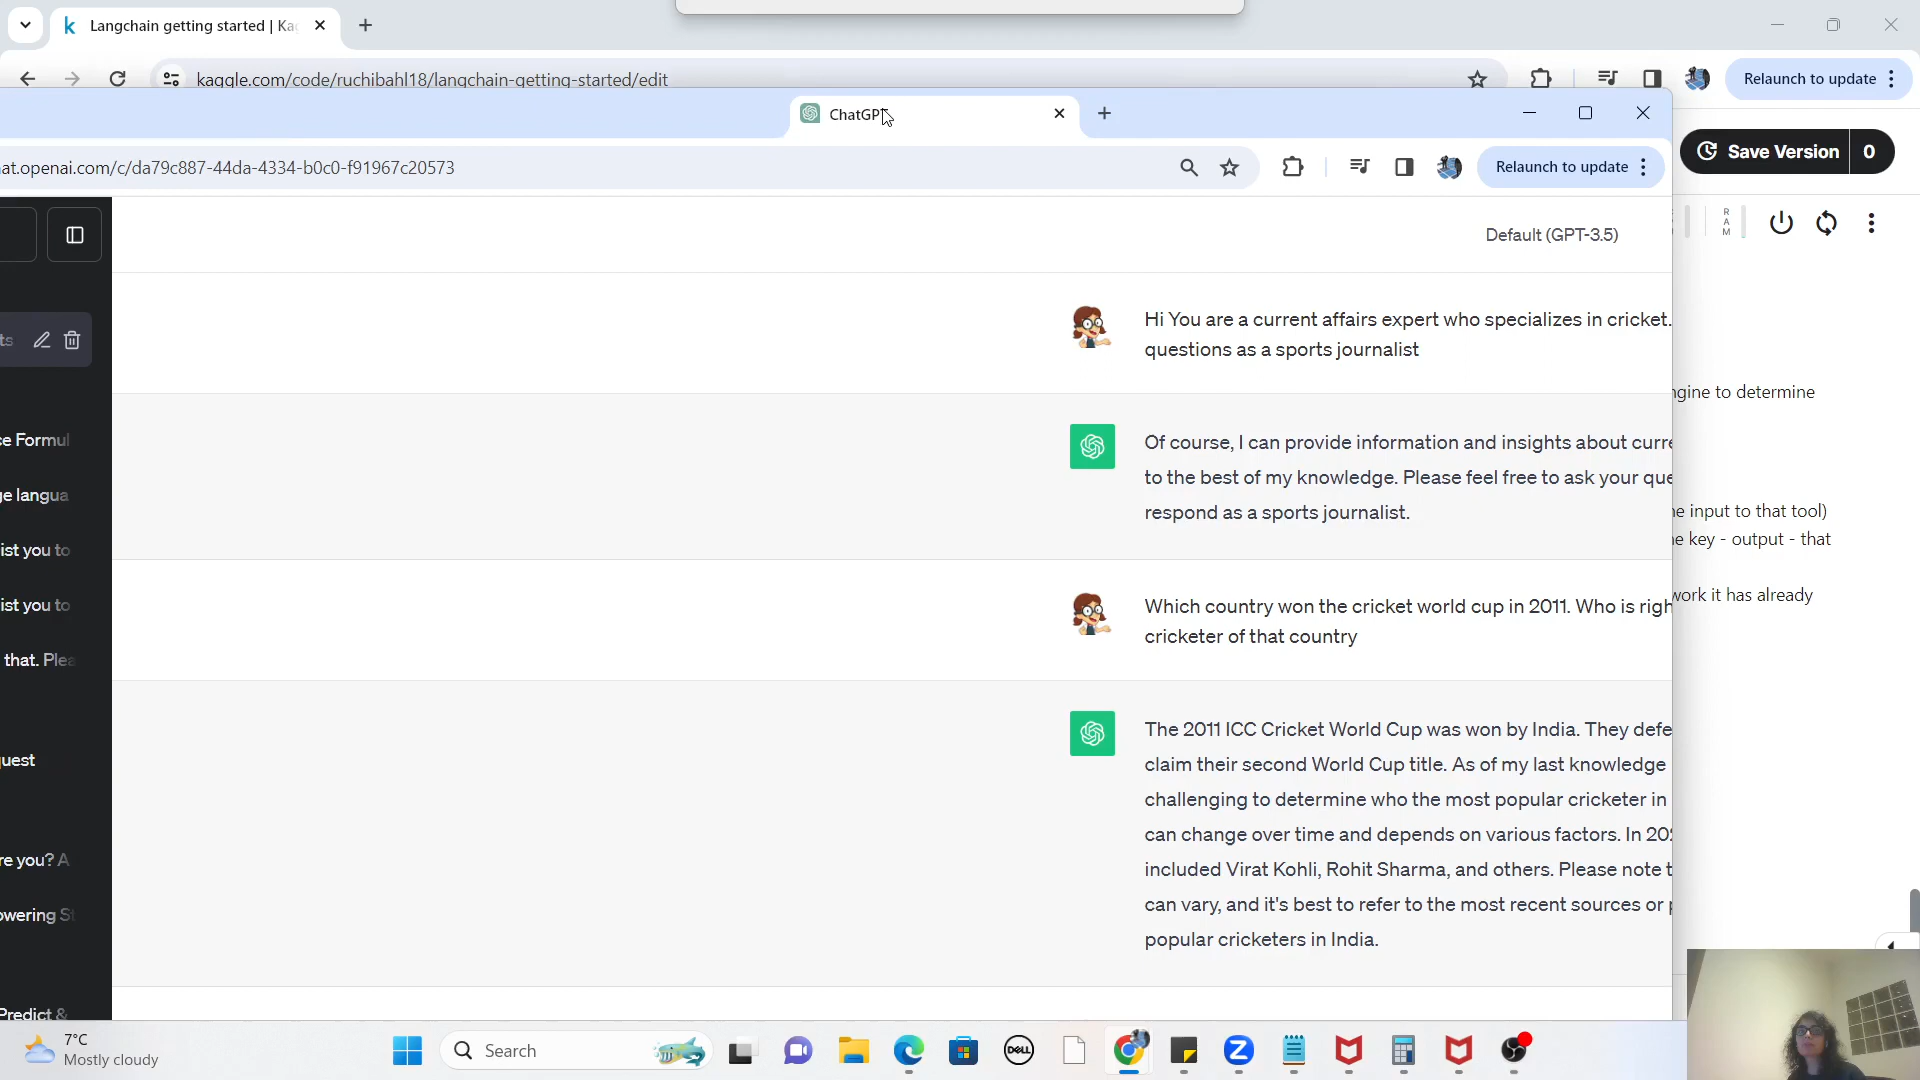 Langchain getting started | Ka
kaggle.com/code/ruchibahl18/langchain-getting-started/edit
Relaunch to update
ChatGPT
at.openai.com/c/da79c887-44da-4334-b0c0-f91967c20573
Relaunch to update
Save Version
0
Default (GPT-3.5)
RAM
Hi You are a current affairs expert who specializes in cricket.
questions as a sports journalist
ts
gine to determine
ce Formul
Of course, I can provide information and insights about curre
to the best of my knowledge. Please feel free to ask your que
respond as a sports journalist.
ge langua
e input to that tool)
e key - output - that
ist you to
work it has already
ist you to
Which country won the cricket world cup in 2011. Who is righ
cricketer of that country
that. Plea
The 2011 ICC Cricket World Cup was won by India. They defe
claim their second World Cup title. As of my last knowledge
challenging to determine who the most popular cricketer in
can change over time and depends on various factors. In 202
included Virat Kohli, Rohit Sharma, and others. Please note t
can vary, and it's best to refer to the most recent sources or p
popular cricketers in India.
uest
re you? A
owering St
Predict &
7°C
Mostly cloudy
Search
DELL